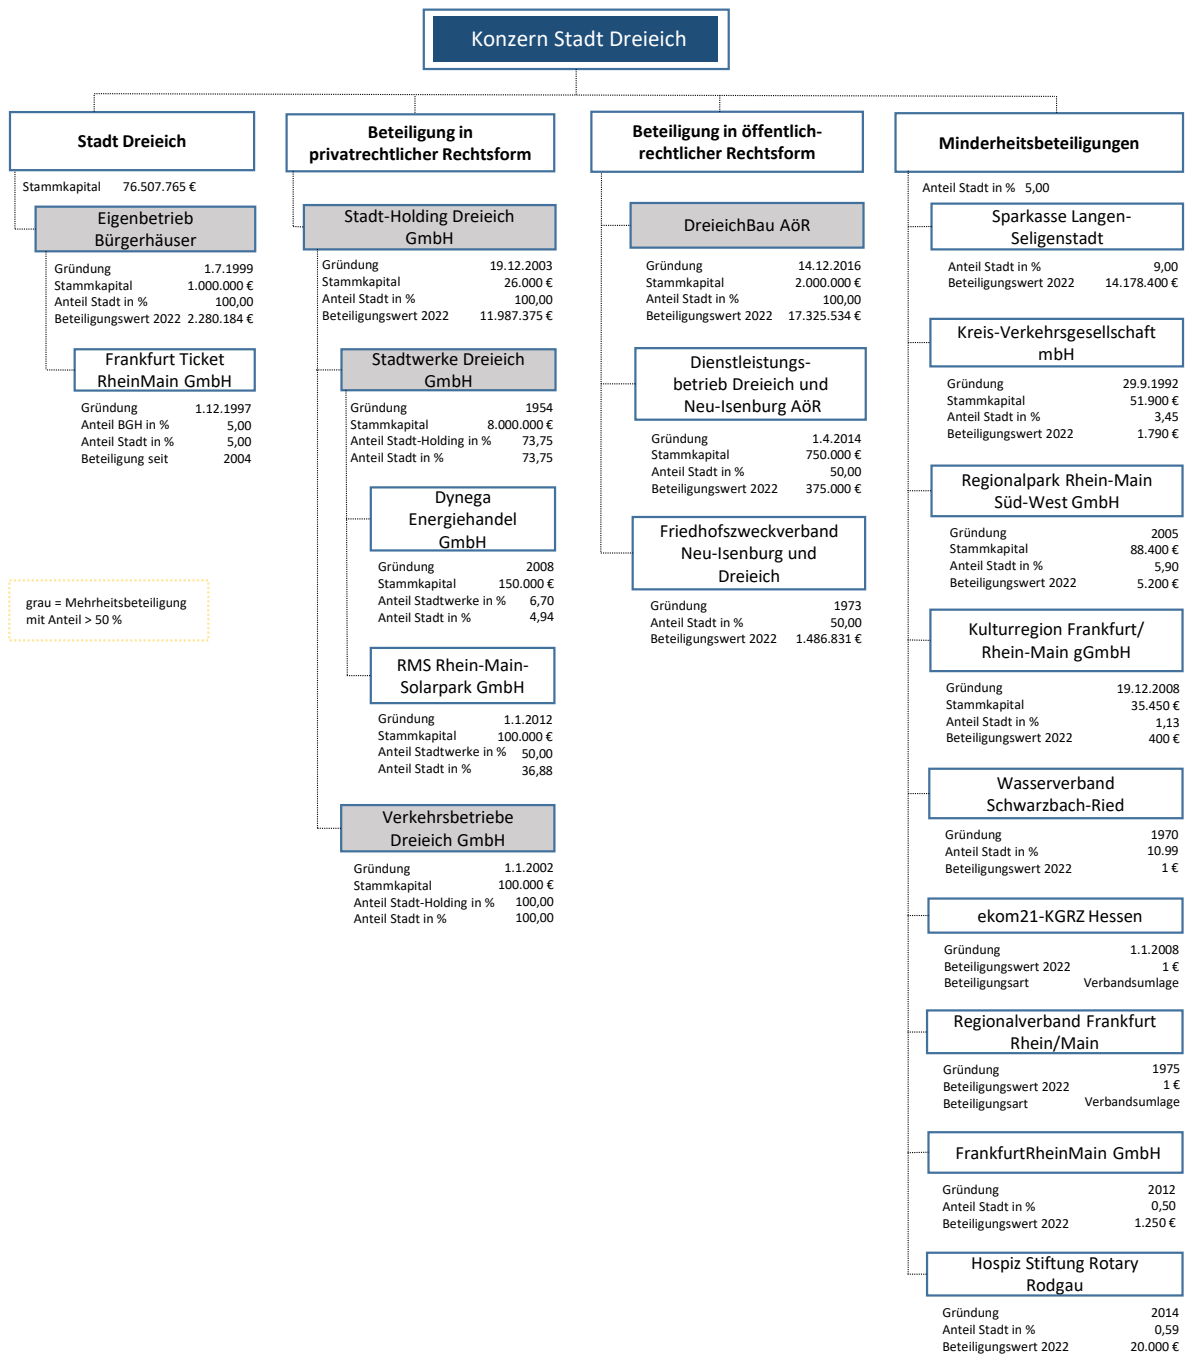 Konzern Stadt Dreieich
Stadt Dreieich
Stammkapital 76.507.765 €
Eigenbetrieb
Bürgerhäuser
Gründung 1.7.1999
Stammkapital 1.000.000 €
Anteil Stadt in % 100,00
Beteiligungswert 2022 2.280.184 €
Frankfurt Ticket
RheinMain GmbH
Gründung 1.12.1997
Anteil BGH in % 5,00
Anteil Stadt in % 5,00
Beteiligung seit 2004
grau = Mehrheitsbeteiligung
mit Anteil > 50 %
Beteiligung in
privatrechtlicher Rechtsform
Stadt-Holding Dreieich
GmbH
Gründung 19.12.2003
Stammkapital 26.000 €
Anteil Stadt in % 100,00
Beteiligungswert 2022 11.987.375 €
Stadtwerke Dreieich
GmbH
Gründung 1954
Stammkapital 8.000.000 €
Anteil Stadt-Holding in % 73,75
Anteil Stadt in % 73,75
Dynega
Energiehandel
GmbH
Gründung 2008
Stammkapital 150.000 €
Anteil Stadtwerke in % 6,70
Anteil Stadt in % 4,94
RMS Rhein-Main-
Solarpark GmbH
Gründung 1.1.2012
Stammkapital 100.000 €
Anteil Stadtwerke in % 50,00
Anteil Stadt in % 36,88
Verkehrsbetriebe
Dreieich GmbH
Gründung 1.1.2002
Stammkapital 100.000 €
Anteil Stadt-Holding in % 100,00
Anteil Stadt in % 100,00
Beteiligung in öffentlich-
rechtlicher Rechtsform
DreieichBau AöR
Gründung 14.12.2016
Stammkapital 2.000.000 €
Anteil Stadt in % 100,00
Beteiligungswert 2022 17.325.534 €
Dienstleistungs-
betrieb Dreieich und
Neu-Isenburg AöR
Gründung 1.4.2014
Stammkapital 750.000 €
Anteil Stadt in % 50,00
Beteiligungswert 2022 375.000 €
Friedhofszweckverband
Neu-Isenburg und
Dreieich
Gründung 1973
Anteil Stadt in % 50,00
Beteiligungswert 2022 1.486.831 €
Minderheitsbeteiligungen
Anteil Stadt in % 5,00
Sparkasse Langen-
Seligenstadt
Anteil Stadt in % 9,00
Beteiligungswert 2022 14.178.400 €
Kreis-Verkehrsgesellschaft
mbH
Gründung 29.9.1992
Stammkapital 51.900 €
Anteil Stadt in % 3,45
Beteiligungswert 2022 1.790 €
Regionalpark Rhein-Main
Süd-West GmbH
Gründung 2005
Stammkapital 88.400 €
Anteil Stadt in % 5,90
Beteiligungswert 2022 5.200 €
Kulturregion Frankfurt/
Rhein-Main gGmbH
Gründung 19.12.2008
Stammkapital 35.450 €
Anteil Stadt in % 1,13
Beteiligungswert 2022 400 €
Wasserverband
Schwarzbach-Ried
Gründung 1970
Anteil Stadt in % 10.99
Beteiligungswert 2022 1 €
ekom21-KGRZ Hessen
Gründung 1.1.2008
Beteiligungswert 2022 1 €
Beteiligungsart Verbandsumlage
Regionalverband Frankfurt
Rhein/Main
Gründung 1975
Beteiligungswert 2022 1 €
Beteiligungsart Verbandsumlage
FrankfurtRheinMain GmbH
Gründung 2012
Anteil Stadt in % 0,50
Beteiligungswert 2022 1.250 €
Hospiz Stiftung Rotary
Rodgau
Gründung 2014
Anteil Stadt in % 0,59
Beteiligungswert 2022 20.000 €